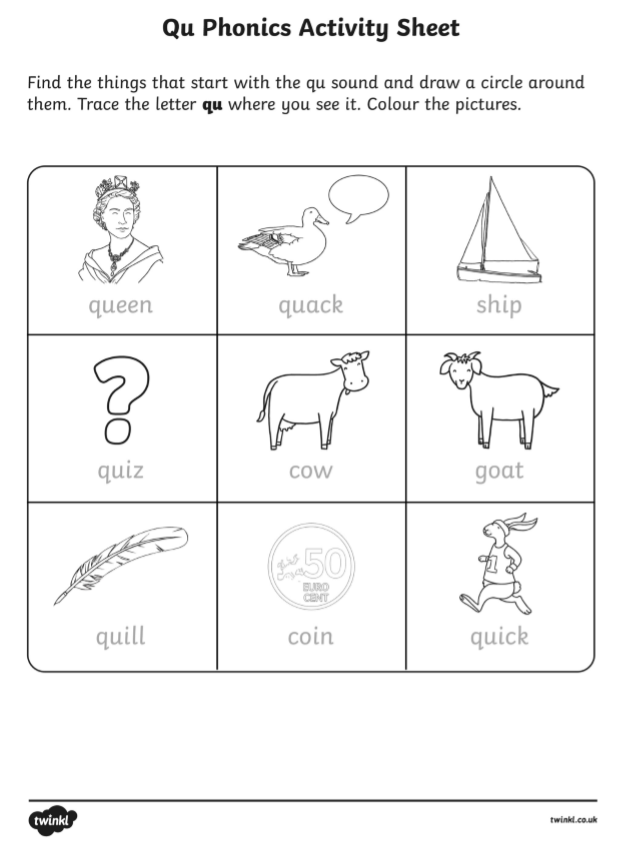 Qu Phonics Activity Sheet
Find the things that start with the qu sound and draw a circle around
them. Trace the letter qu where you see it. Colour the pictures.
queen
quack
ship
?
quiz
cow
goat
50
EURO
CENT
1
quill
coin
quick
twinkl
twinkl.co.uk